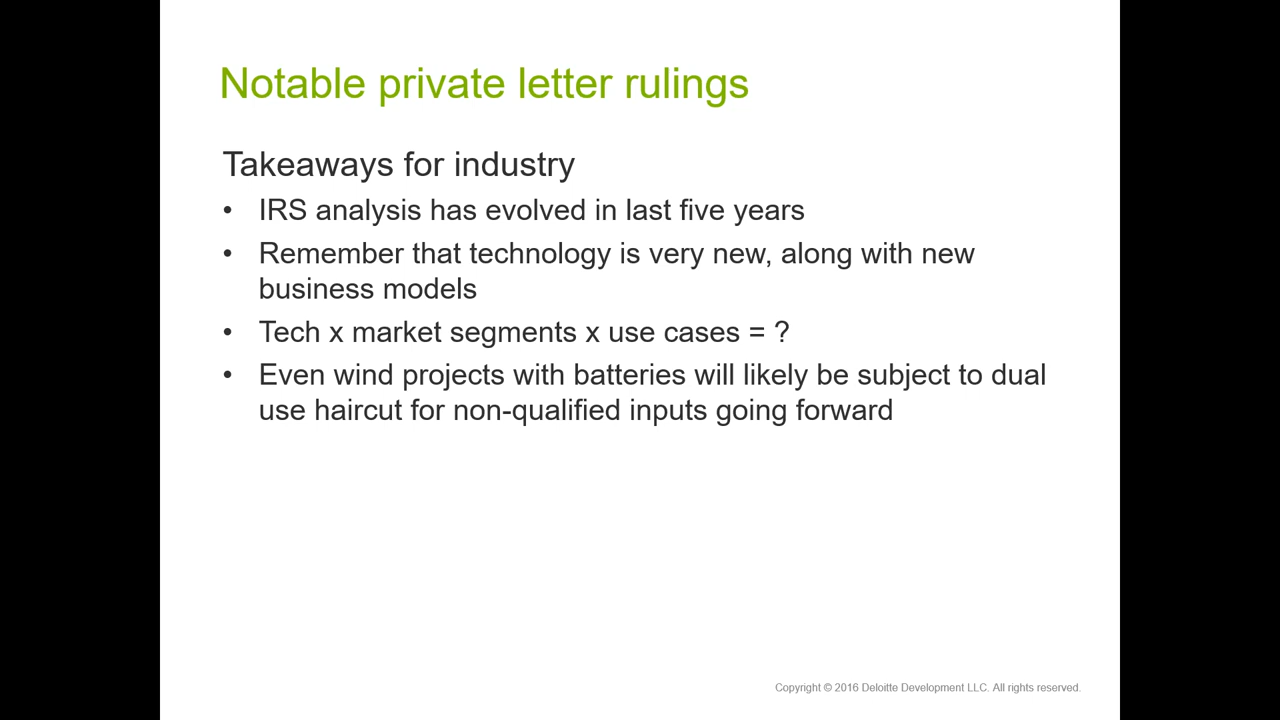 Notable private letter rulings
Takeaways for industry
• IRS analysis has evolved in last five years
• Remember that technology is very new, along with new
business models
• Tech x market segments x use cases = ?
• Even wind projects with batteries will likely be subject to dual
use haircut for non-qualified inputs going forward
Copyright © 2016 Deloitte Development LLC. All rights reserved.